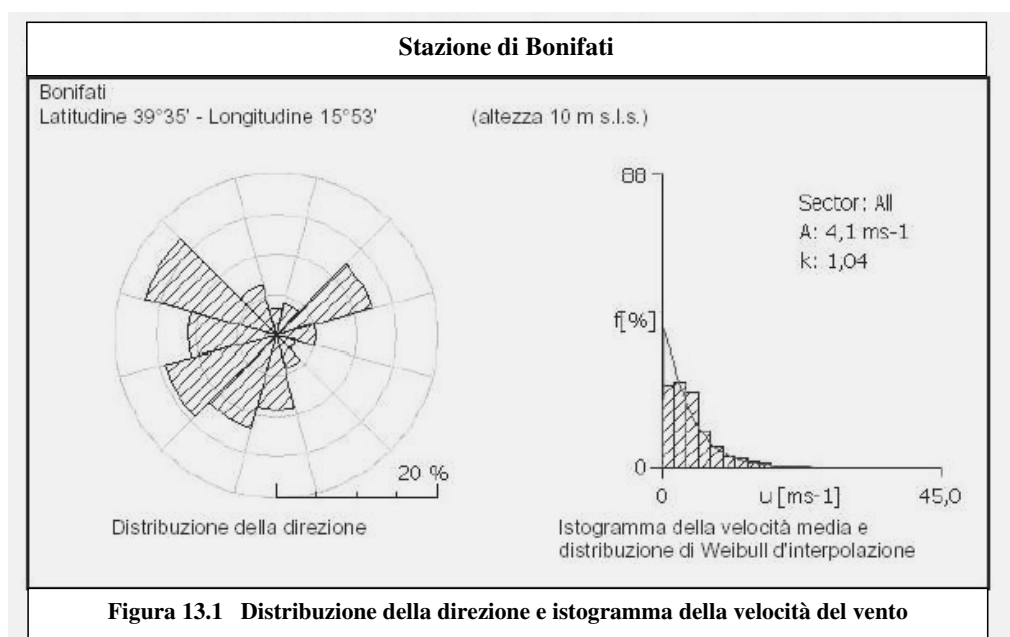 Stazione di Bonifati
Bonifati
Latitudine 39°35' - Longitudine 15°53' (altezza 10 m s.l.s.)
88
Sector: All
A: 4,1 ms-1
k: 1,04
f[%]
20 %
0
0 u [ms-1] 45,0
Distribuzione della direzione
Istogramma della velocità media e
distribuzione di Weibull d'interpolazione
Figura 13.1 Distribuzione della direzione e istogramma della velocità del vento